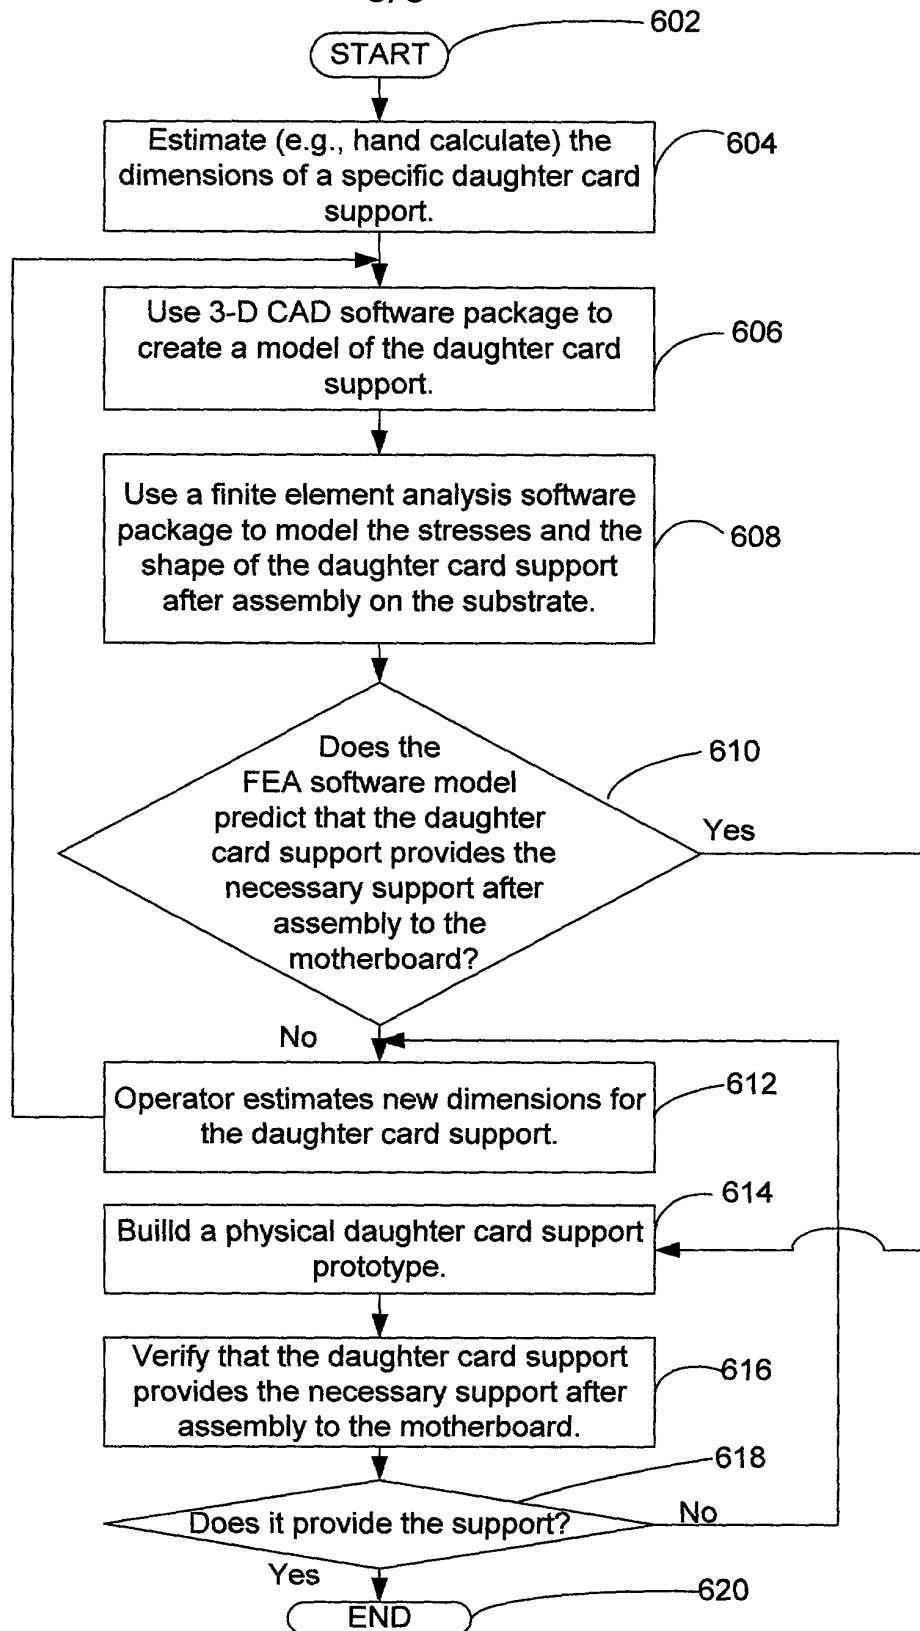 602
START
Estimate (e.g., hand calculate) the
dimensions of a specific daughter card
support.
604
Use 3-D CAD software package to
create a model of the daughter card
support.
606
Use a finite element analysis software
package to model the stresses and the
shape of the daughter card support
after assembly on the substrate.
608
Does the
FEA software model
predict that the daughter
card support provides the
necessary support after
assembly to the
motherboard?
610
Yes
No
Operator estimates new dimensions for
the daughter card support.
612
Builld a physical daughter card support
prototype.
614
Verify that the daughter card support
provides the necessary support after
assembly to the motherboard.
616
618
Does it provide the support?
No
Yes
END
620